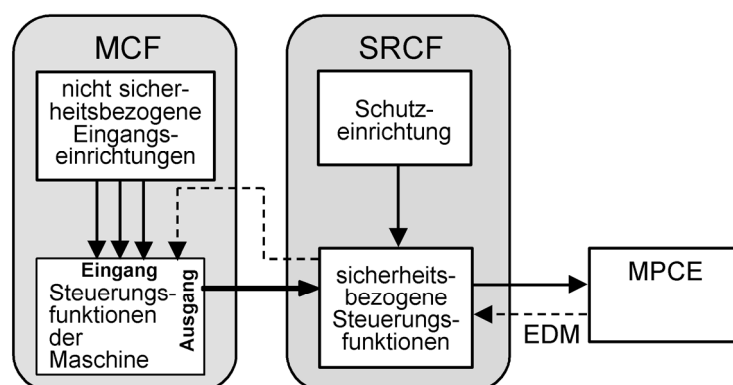 MCF
nicht sicher-
heitsbezogene
Eingangs-
einrichtungen
Eingang
Ausgang
Steuerungs-
funktionen
der
Maschine
SRCF
Schutz-
einrichtung
sicherheits-
bezogene
Steuerungs-
funktionen
MPCE
EDM